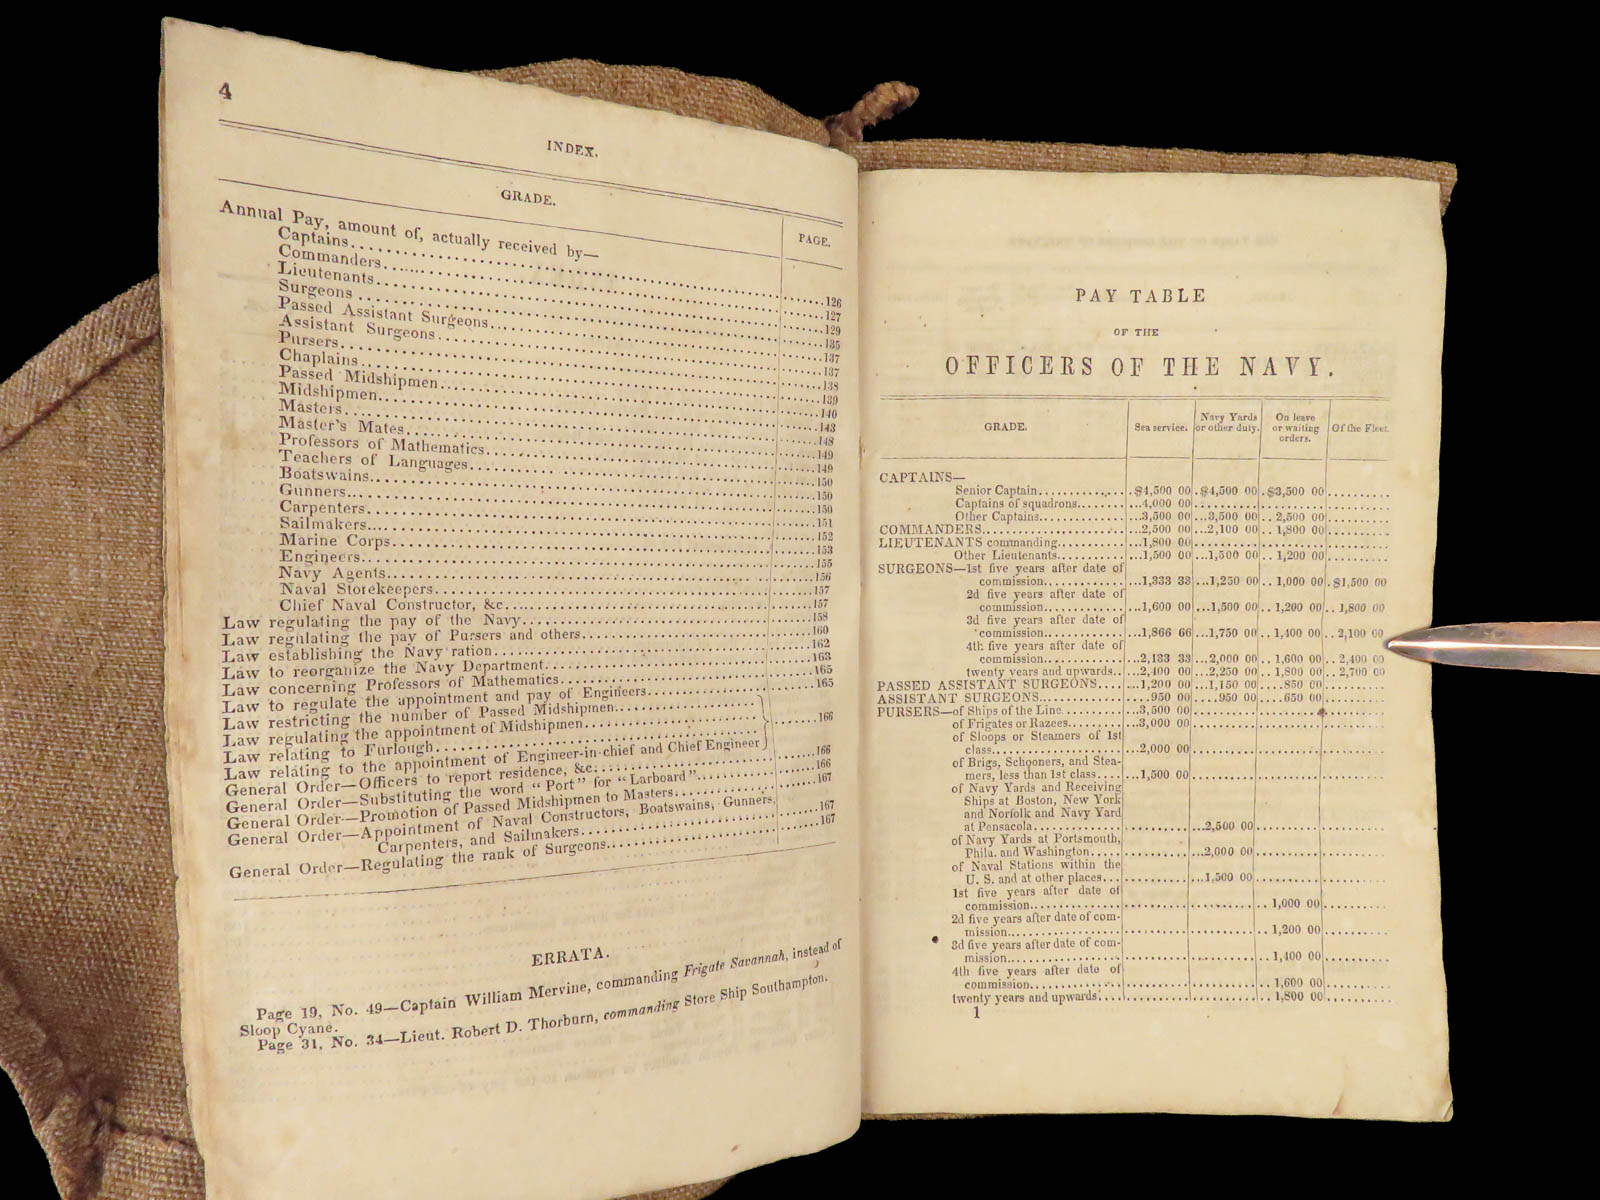 4
INDEX.
GRADE.
PAGE.
Annual Pay, amount of, actually received by—
Captains........126
Commanders........127
Lieutenants........129
Surgeons........135
Passed Assistant Surgeons........137
Assistant Surgeons........137
Pursers........138
Chaplains........139
Passed Midshipmen........140
Midshipmen........143
Masters........148
Master's Mates........149
Professors of Mathematics........149
Teachers of Languages........150
Boatswains........150
Gunners........150
Carpenters........151
Sailmakers........152
Marine Corps........153
Engineers........155
Navy Agents........156
Naval Storekeepers........157
Chief Naval Constructor, &c........157
Law regulating the pay of the Navy........158
Law regulating the pay of Pursers and others........160
Law establishing the Navy ration........162
Law to reorganize the Navy Department........163
Law concerning Professors of Mathematics........165
Law to regulate the appointment and pay of Engineers........165
Law restricting the number of Passed Midshipmen........
Law regulating the appointment of Midshipmen........
Law relating to Furlough........166
Law relating to the appointment of Engineer-in-chief and Chief Engineer
General Order—Officers to report residence, &c........166
General Order—Substituting the word "Port" for "Larboard"........166
General Order—Promotion of Passed Midshipmen to Masters........167
General Order—Appointment of Naval Constructors, Boatswains, Gunners,
Carpenters, and Sailmakers........167
General Order—Regulating the rank of Surgeons........167
ERRATA.
Page 19, No. 49—Captain William Mervine, commanding Frigate Savannah, instead of
Sloop Cyane.
Page 31, No. 34—Lieut. Robert D. Thorburn, commanding Store Ship Southampton.
PAY TABLE
OF THE
OFFICERS OF THE NAVY.
GRADE. Sea service. Navy Yards or other duty. On leave or waiting orders. Of the Fleet.
CAPTAINS—
Senior Captain........$4,500 00 $4,500 00 $3,500 00
Captains of squadrons........4,000 00
Other Captains........3,500 00 3,500 00 2,500 00
COMMANDERS........2,500 00 2,100 00 1,800 00
LIEUTENANTS commanding........1,800 00
Other Lieutenants........1,500 00 1,500 00 1,200 00
SURGEONS—1st five years after date of
commission........1,333 33 1,250 00 1,000 00 $1,500 00
2d five years after date of
commission........1,600 00 1,500 00 1,200 00 1,800 00
3d five years after date of
commission........1,866 66 1,750 00 1,400 00 2,100 00
4th five years after date of
commission........2,133 33 2,000 00 1,600 00 2,400 00
twenty years and upwards..2,400 00 2,250 00 1,800 00 2,700 00
PASSED ASSISTANT SURGEONS....1,200 00 1,150 00 850 00
ASSISTANT SURGEONS........950 00 950 00 650 00
PURSERS—of Ships of the Line........3,500 00
of Frigates or Razees........3,000 00
of Sloops or Steamers of 1st
class........2,000 00
of Brigs, Schooners, and Stea-
mers, less than 1st class....1,500 00
of Navy Yards and Receiving
Ships at Boston, New York
and Norfolk and Navy Yard
at Pensacola........2,500 00
of Navy Yards at Portsmouth,
Phila. and Washington........2,000 00
of Naval Stations within the
U. S. and at other places...1,500 00
1st five years after date of
commission........1,000 00
2d five years after date of com-
mission........1,200 00
3d five years after date of com-
mission........1,400 00
4th five years after date of
commission........1,600 00
twenty years and upwards....1,800 00
1